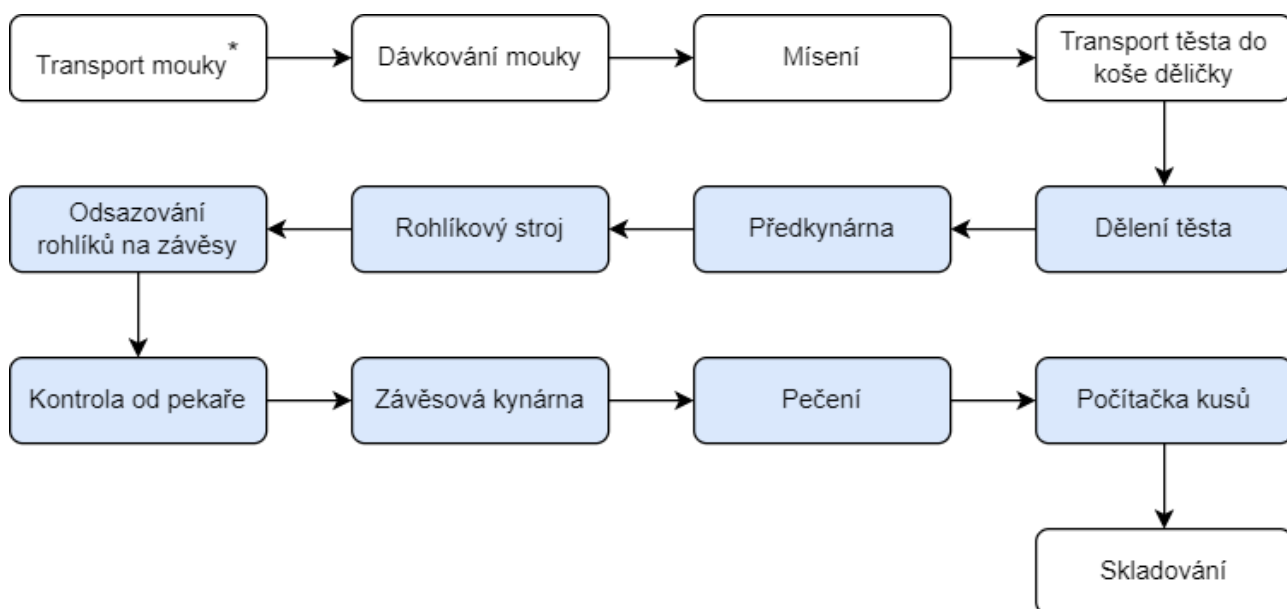 Transport mouky*
Dávkování mouky
Mísení
Transport těsta do
koše děličky
Dělení těsta
Předkynárna
Rohlíkový stroj
Odsazování
rohlíků na závěsy
Kontrola od pekaře
Závěsová kynárna
Pečení
Počítačka kusů
Skladování